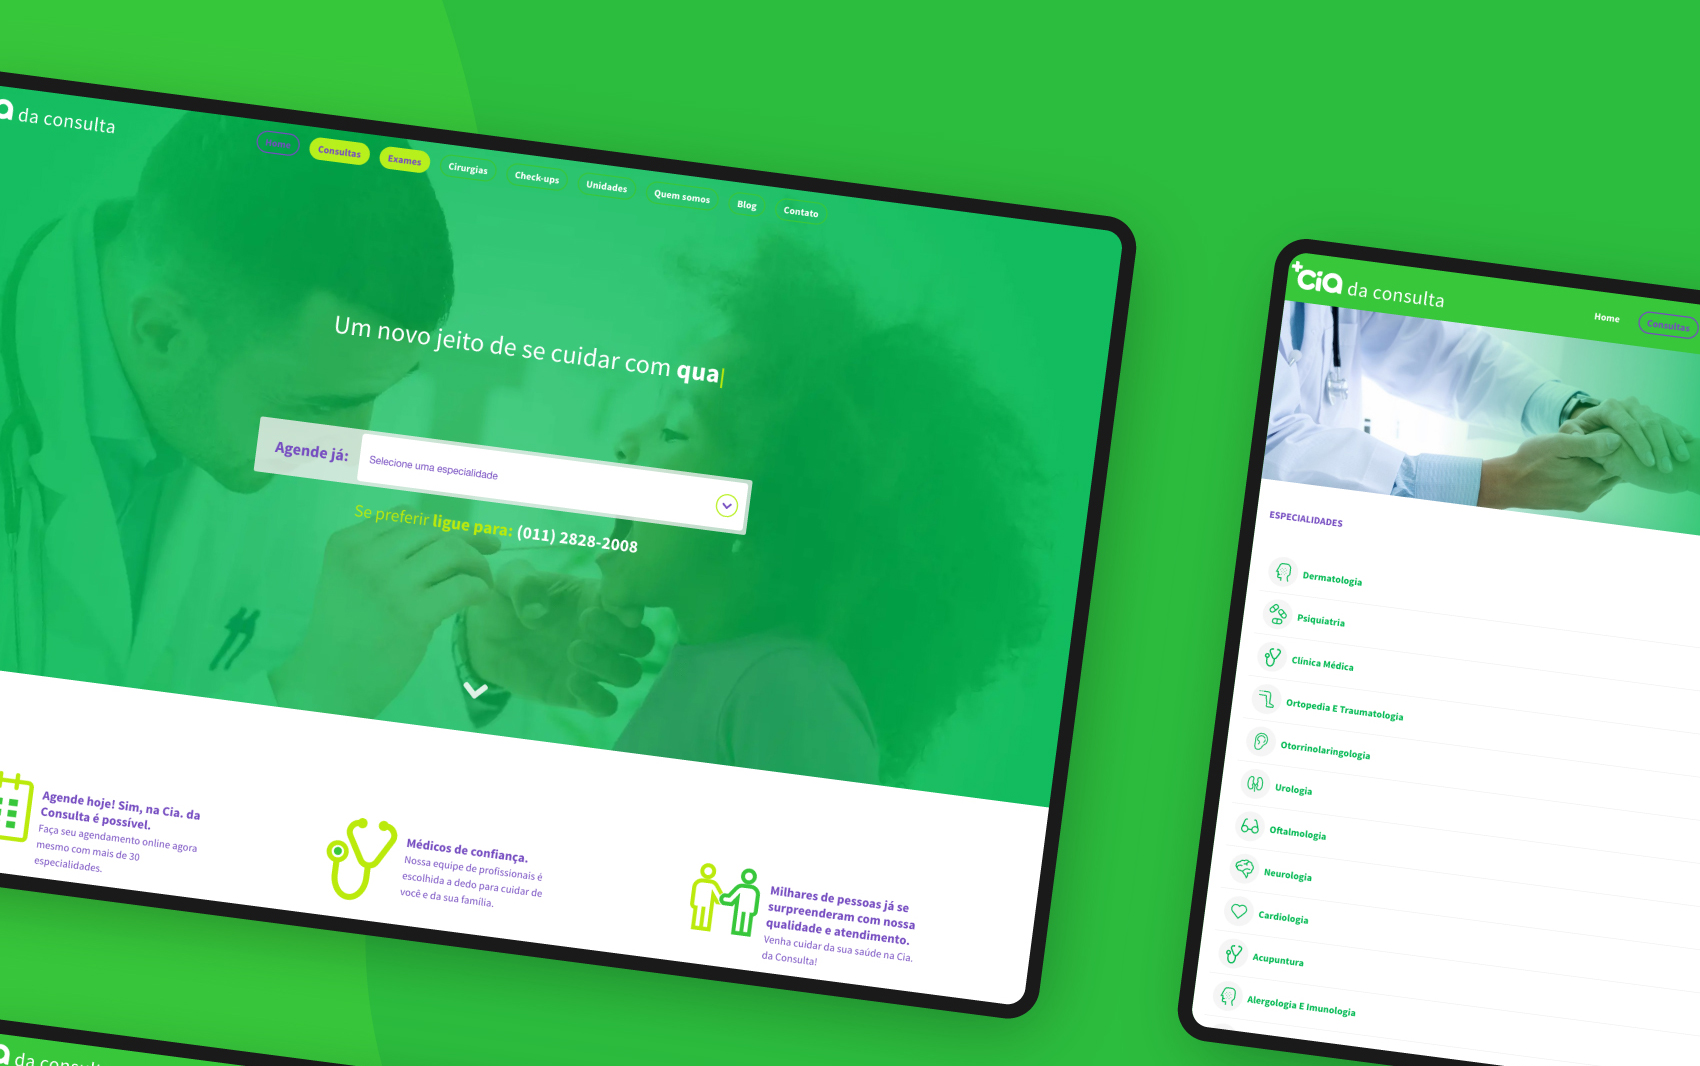 a da consulta
Home
Consultas
Exames
Cirurgias
Check-ups
Unidades
Quem somos
Blog
Contato
Um novo jeito de se cuidar com qua
Agende já:
Selecione uma especialidade
Se preferir ligue para: (011) 2828-2008
Agende hoje! Sim, na Cia. da
Consulta é possível.
Faça seu agendamento online agora
mesmo com mais de 30
especialidades.
Médicos de confiança.
Nossa equipe de profissionais é
escolhida a dedo para cuidar de
você e da sua família.
Milhares de pessoas já se
surpreenderam com nossa
qualidade e atendimento.
Venha cuidar da sua saúde na Cia.
da Consulta!
+cia da consulta
Home
Consultas
ESPECIALIDADES
Dermatologia
Psiquiatria
Clínica Médica
Ortopedia E Traumatologia
Otorrinolaringologia
Urologia
Oftalmologia
Neurologia
Cardiologia
Acupuntura
Alergologia E Imunologia
a da consulta